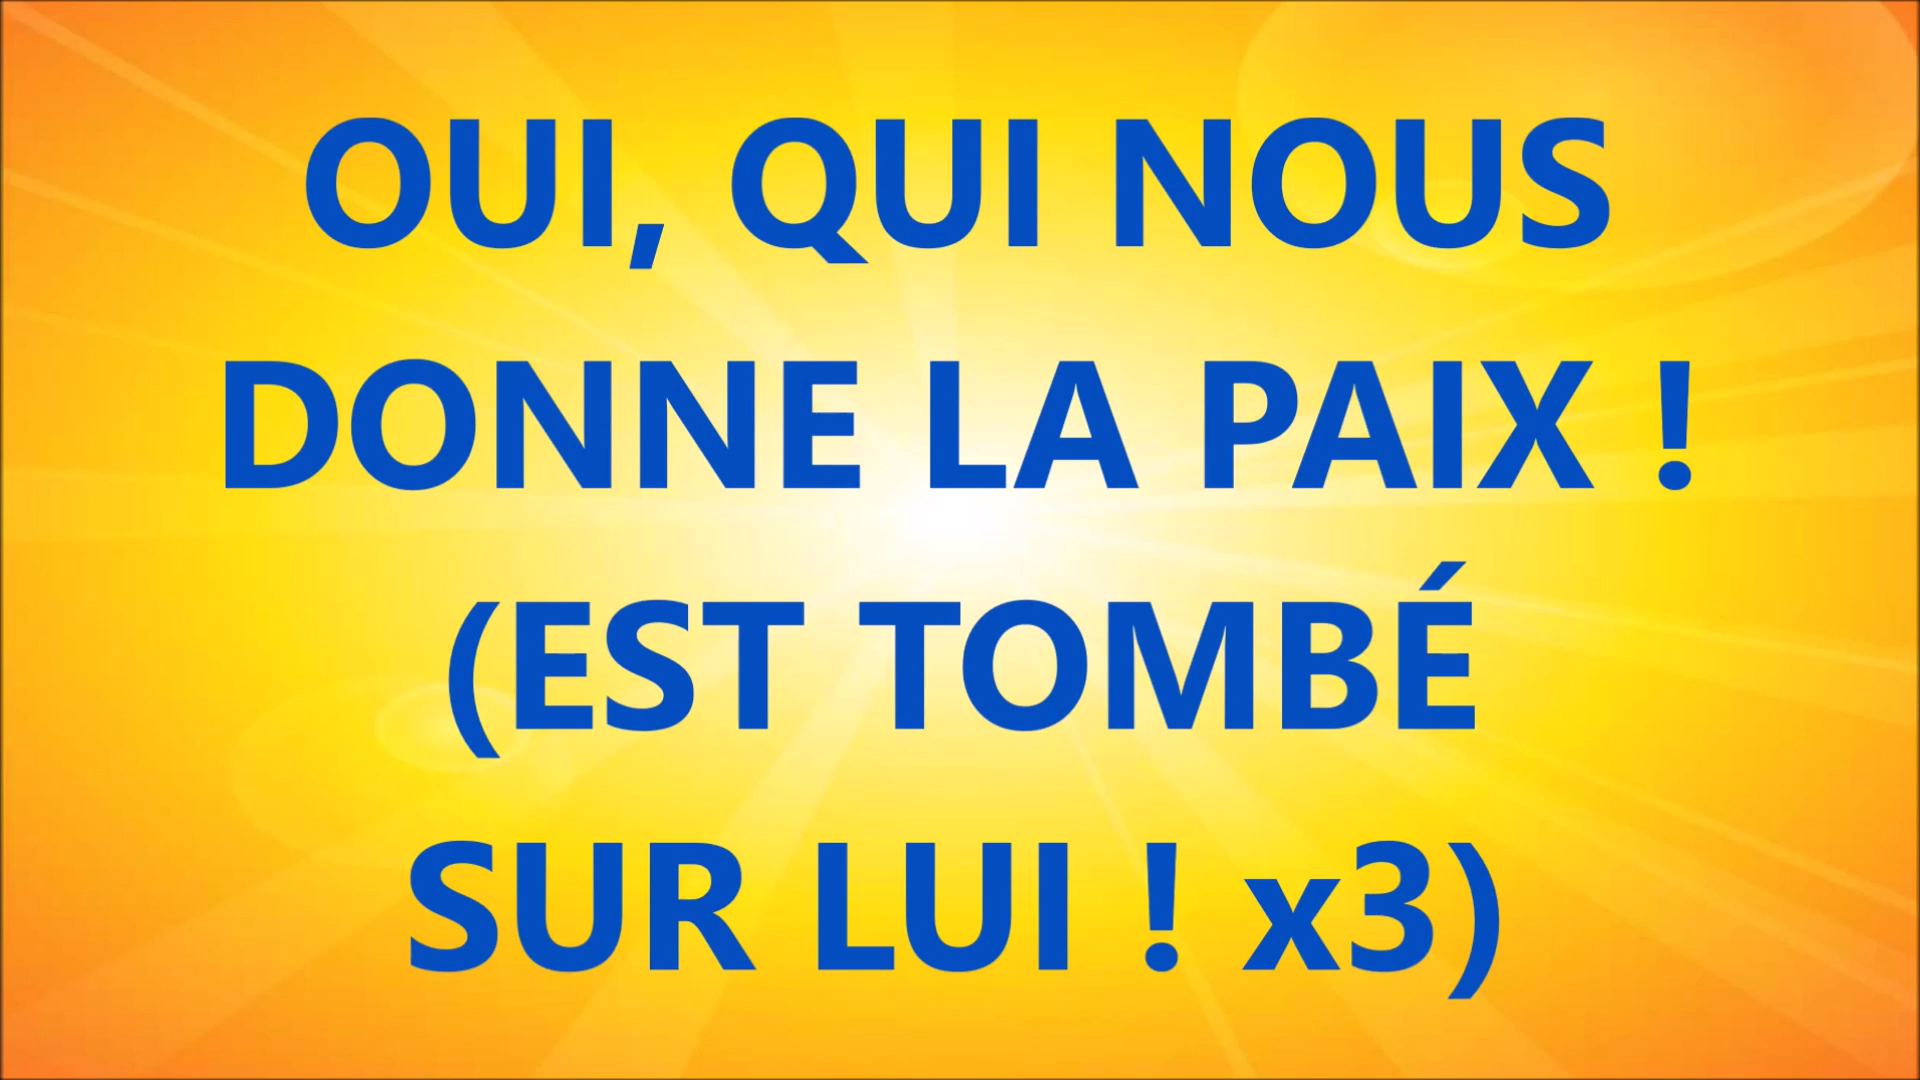 OUI, QUI NOUS
DONNE LA PAIX !
(EST TOMBÉ
SUR LUI ! x3)